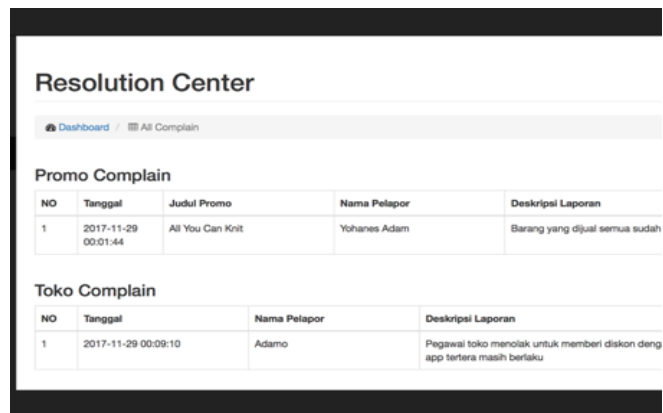 Resolution Center
Dashboard / All Complain
Promo Complain
NO Tanggal Judul Promo Nama Pelapor Deskripsi Laporan
1 2017-11-29 All You Can Knit Yohanes Adam Barang yang dijual semua sudah
00:01:44
Toko Complain
NO Tanggal Nama Pelapor Deskripsi Laporan
1 2017-11-29 00:09:10 Adamo Pegawai toko menolak untuk memberi diskon
app tertera masih berlaku